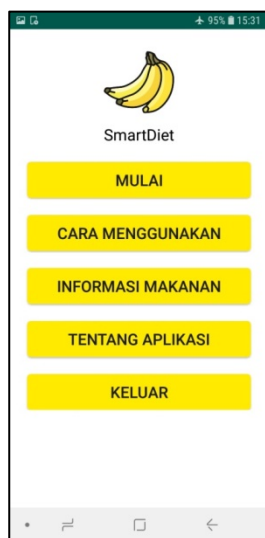 95% 15:31
SmartDiet
MULAI
CARA MENGGUNAKAN
INFORMASI MAKANAN
TENTANG APLIKASI
KELUAR